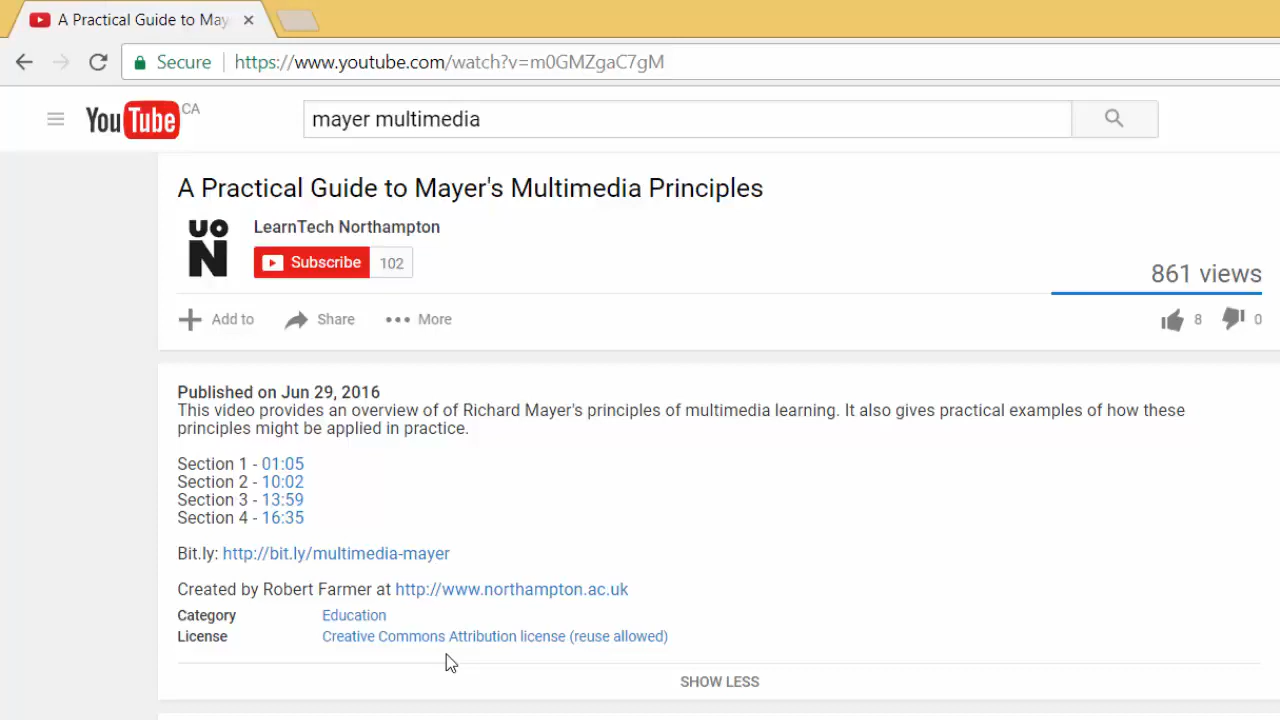 A Practical Guide to May
Secure https://www.youtube.com/watch?v=m0GMZgaC7gM
YouTube CA
mayer multimedia
A Practical Guide to Mayer's Multimedia Principles
UON
LearnTech Northampton
Subscribe 102
861 views
Add to Share More 8 0
Published on Jun 29, 2016
This video provides an overview of of Richard Mayer's principles of multimedia learning. It also gives practical examples of how these
principles might be applied in practice.
Section 1 - 01:05
Section 2 - 10:02
Section 3 - 13:59
Section 4 - 16:35
Bit.ly: http://bit.ly/multimedia-mayer
Created by Robert Farmer at http://www.northampton.ac.uk
Category Education
License Creative Commons Attribution license (reuse allowed)
SHOW LESS